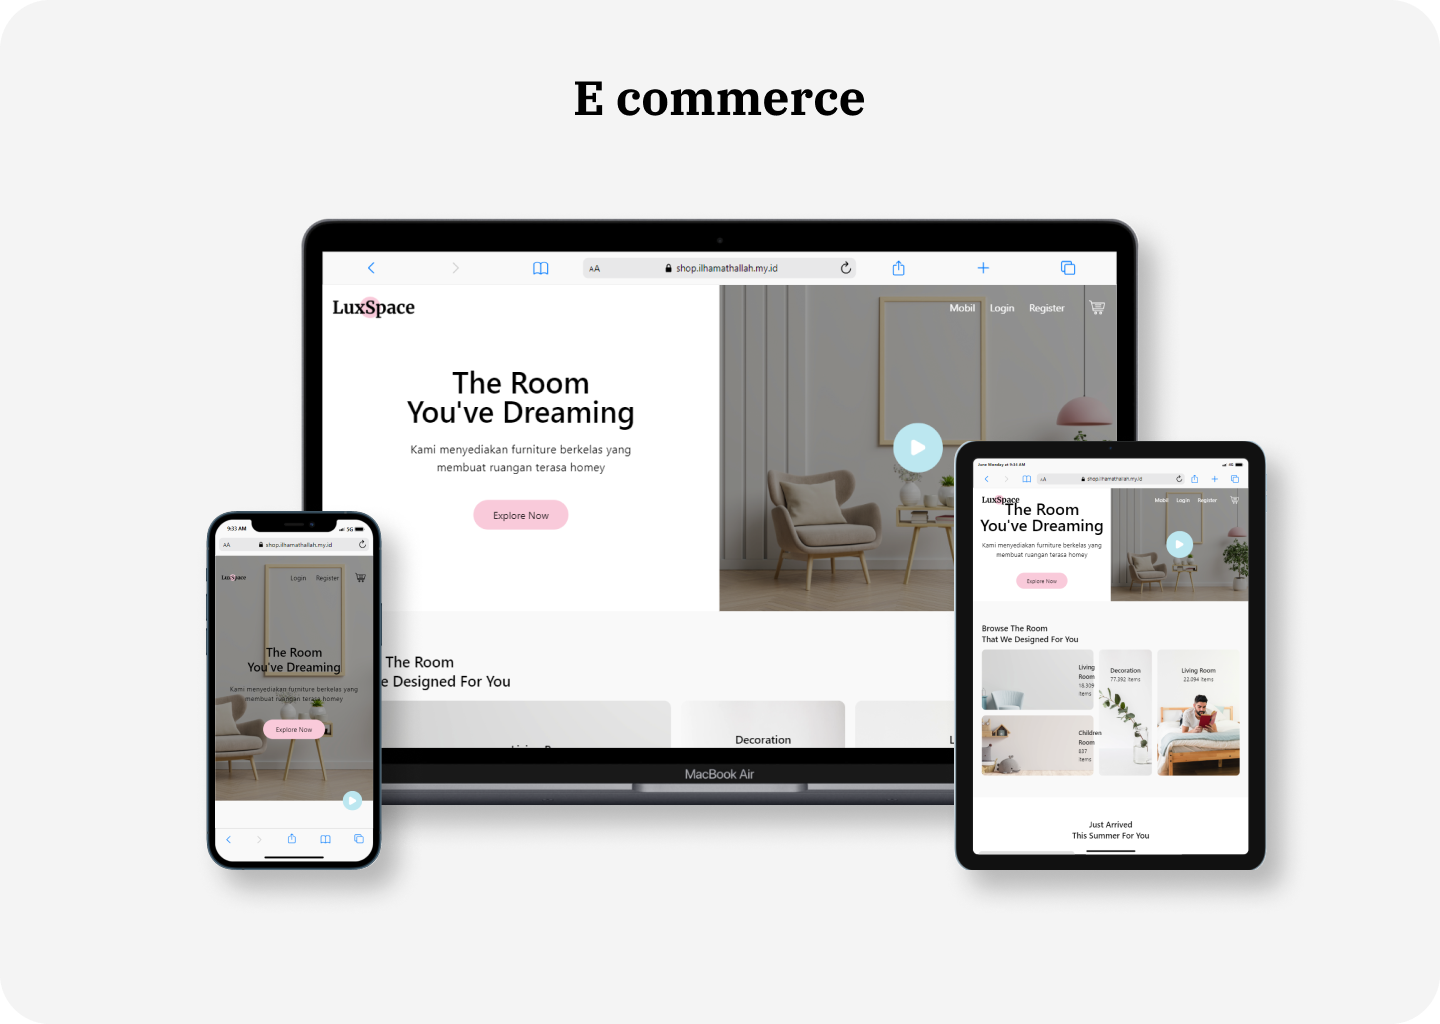 E commerce
AA shop.ilhamathallah.my.id
LuxSpace
Mobil Login Register
The Room
You've Dreaming
Kami menyediakan furniture berkelas yang
membuat ruangan terasa homey
Explore Now
The Room
e Designed For You
Decoration
MacBook Air
9:33 AM 5G
AA shop.ilhamathallah.my.id
LuxSpace Login Register
The Room
You've Dreaming
Kami menyediakan furniture berkelas yang
membuat ruangan terasa homey
Explore Now
June Monday at 9:33 AM 4G
AA shop.ilhamathallah.my.id
LuxSpace Mobil Login Register
The Room
You've Dreaming
Kami menyediakan furniture berkelas yang
membuat ruangan terasa homey
Explore Now
Browse The Room
That We Designed For You
Living
Room
18.309
items
Decoration
77.392 items
Living Room
22.094 items
Children
Room
837
items
Just Arrived
This Summer For You